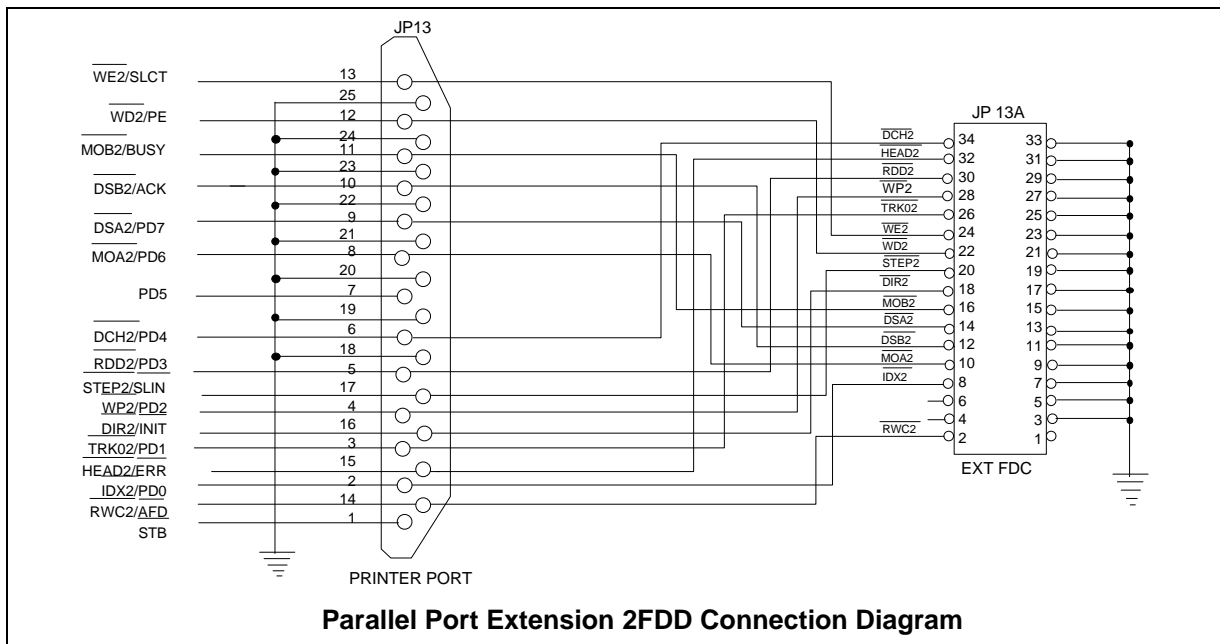 JP13
WE2/SLCT
WD2/PE
MOB2/BUSY
DSB2/ACK
DSA2/PD7
MOA2/PD6
PD5
DCH2/PD4
RDD2/PD3
STEP2/SLIN
WP2/PD2
DIR2/INIT
TRK02/PD1
HEAD2/ERR
IDX2/PD0
RWC2/AFD
STB
13
25
12
24
11
23
10
22
9
21
8
20
7
19
6
18
5
17
4
16
3
15
2
14
1
PRINTER PORT
JP 13A
DCH2 34 33
HEAD2 32 31
RDD2 30 29
WP2 28 27
TRK02 26 25
WE2 24 23
WD2 22 21
STEP2 20 19
DIR2 18 17
MOB2 16 15
DSA2 14 13
DSB2 12 11
MOA2 10 9
IDX2 8 7
6 5
4 3
RWC2 2 1
EXT FDC
Parallel Port Extension 2FDD Connection Diagram